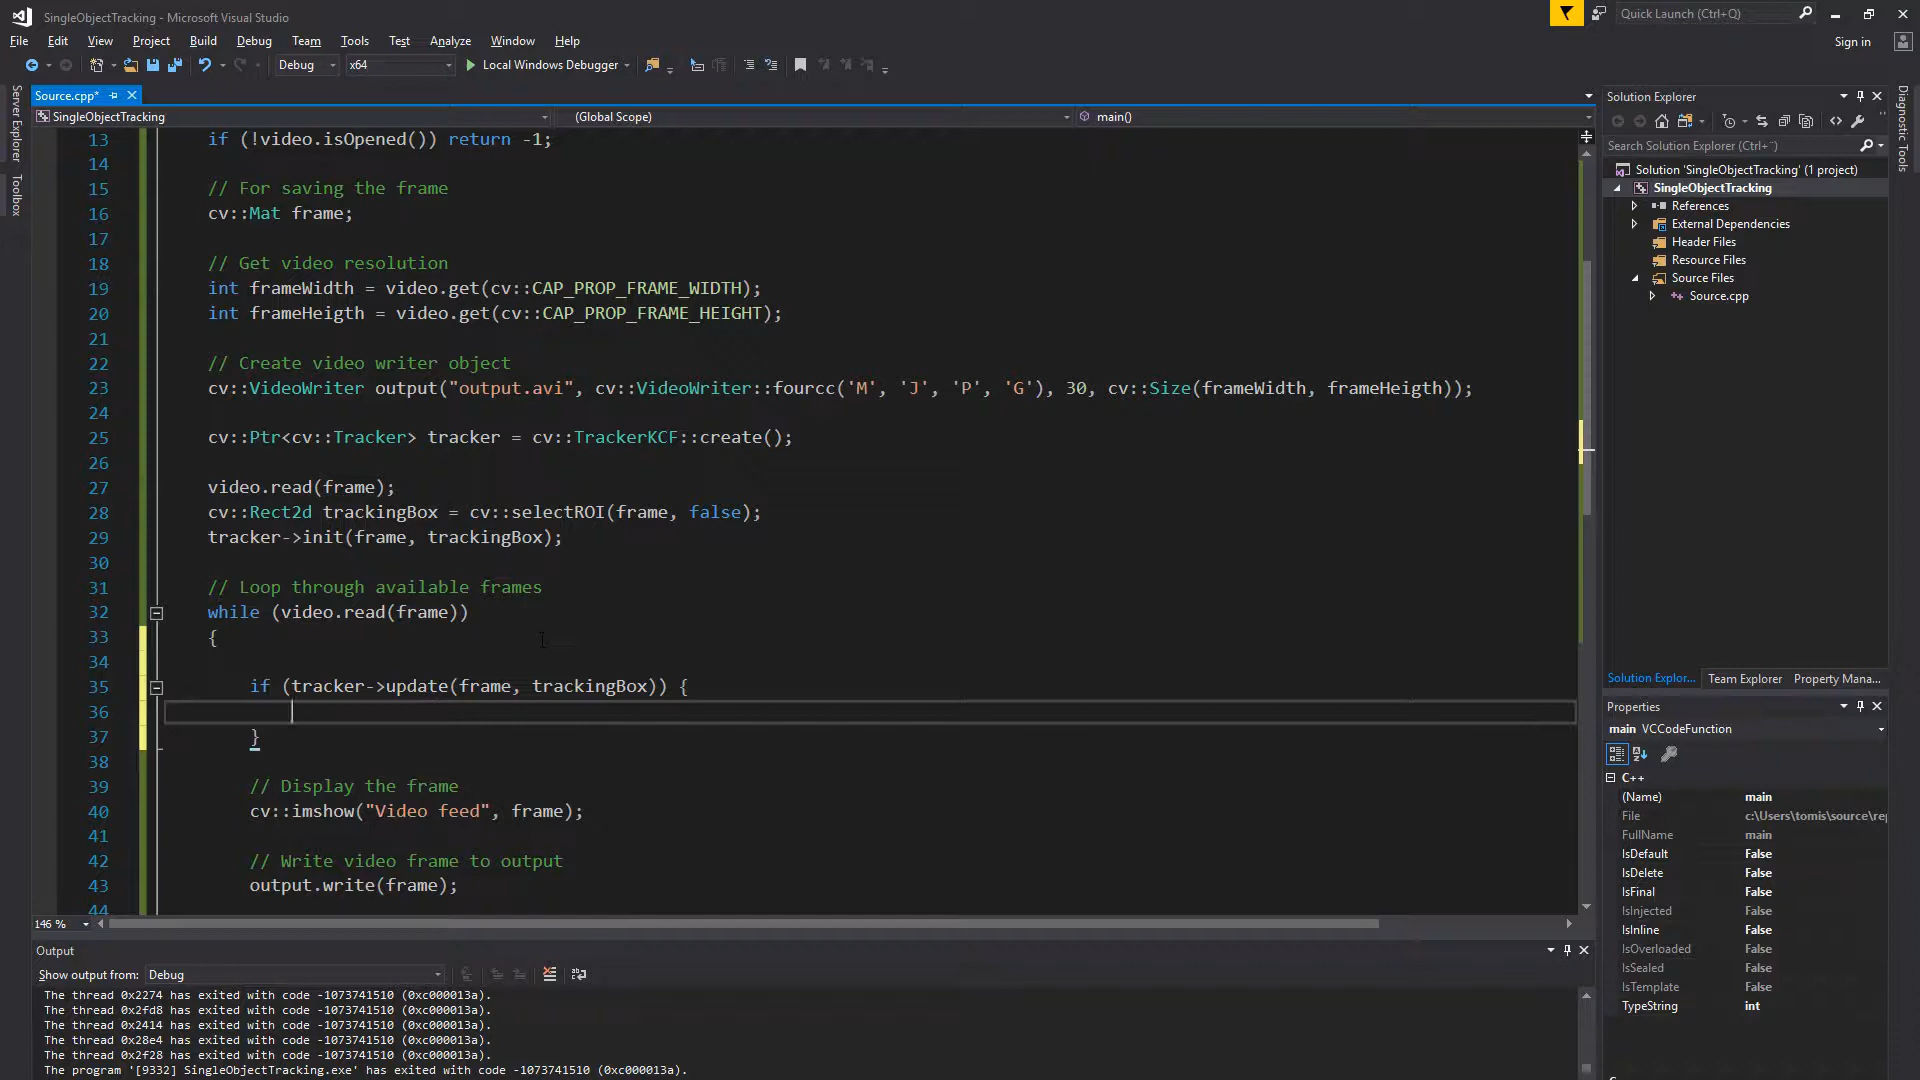 SingleObjectTracking - Microsoft Visual Studio
Quick Launch (Ctrl+Q)
File Edit View Project Build Debug Team Tools Test Analyze Window Help
Sign in
Debug x64 Local Windows Debugger
Server Explorer
Toolbox
Source.cpp*
SingleObjectTracking (Global Scope) main()
13 if (!video.isOpened()) return -1;
14
15 // For saving the frame
16 cv::Mat frame;
17
18 // Get video resolution
19 int frameWidth = video.get(cv::CAP_PROP_FRAME_WIDTH);
20 int frameHeigth = video.get(cv::CAP_PROP_FRAME_HEIGHT);
21
22 // Create video writer object
23 cv::VideoWriter output("output.avi", cv::VideoWriter::fourcc('M', 'J', 'P', 'G'), 30, cv::Size(frameWidth, frameHeigth));
24
25 cv::Ptr<cv::Tracker> tracker = cv::TrackerKCF::create();
26
27 video.read(frame);
28 cv::Rect2d trackingBox = cv::selectROI(frame, false);
29 tracker->init(frame, trackingBox);
30
31 // Loop through available frames
32 while (video.read(frame))
33 {
34
35 if (tracker->update(frame, trackingBox)) {
36
37 }
38
39 // Display the frame
40 cv::imshow("Video feed", frame);
41
42 // Write video frame to output
43 output.write(frame);
44
146 %
Output
Show output from: Debug
The thread 0x2274 has exited with code -1073741510 (0xc000013a).
The thread 0x2fd8 has exited with code -1073741510 (0xc000013a).
The thread 0x2414 has exited with code -1073741510 (0xc000013a).
The thread 0x28e4 has exited with code -1073741510 (0xc000013a).
The thread 0x2f28 has exited with code -1073741510 (0xc000013a).
The program '[9332] SingleObjectTracking.exe' has exited with code -1073741510 (0xc000013a).
Solution Explorer
Search Solution Explorer (Ctrl+')
Solution 'SingleObjectTracking' (1 project)
SingleObjectTracking
References
External Dependencies
Header Files
Resource Files
Source Files
Source.cpp
Solution Explor... Team Explorer Property Mana...
Properties
main VCCodeFunction
C++
(Name) main
File c:\Users\tomis\source\rep
FullName main
IsDefault False
IsDelete False
IsFinal False
IsInjected False
IsInline False
IsOverloaded False
IsSealed False
IsTemplate False
TypeString int
Diagnostic Tools